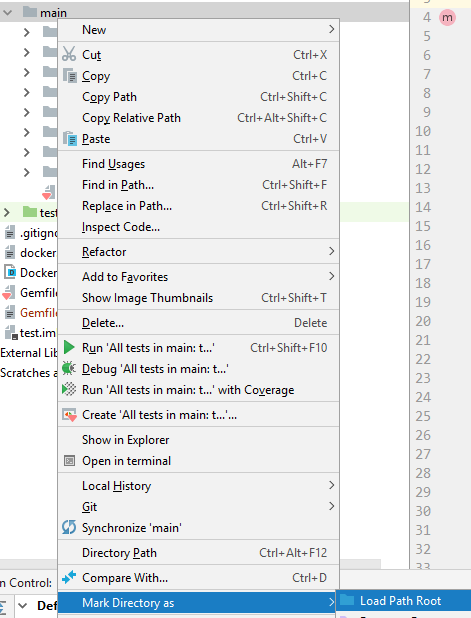 main
4 m
New
Cut Ctrl+X
6
Copy Ctrl+Shift+C
7
Copy Path Ctrl+Shift+C
8
Copy Relative Path Ctrl+Alt+Shift+C
9
Paste Ctrl+V
10
11
Find Usages Alt+F7
12
Find in Path... Ctrl+Shift+F
13
Replace in Path... Ctrl+Shift+R
test
14
Inspect Code...
.gitigno
15
Refactor
16
docker
Docker
Add to Favorites
17
Gemfile
Show Image Thumbnails Ctrl+Shift+T
18
19
Gemfile
Delete... Delete
20
test.iml
21
External Lib
Run 'All tests in main: t...' Ctrl+Shift+F10
22
Scratches a
Debug 'All tests in main: t...'
23
Run 'All tests in main: t...' with Coverage
24
Create 'All tests in main: t...'...
25
Show in Explorer
26
Open in terminal
27
Local History
28
Git
29
Synchronize 'main'
30
Directory Path Ctrl+Alt+F12
31
n Control:
Compare With... Ctrl+D
32
33
Def
Mark Directory as
Load Path Root